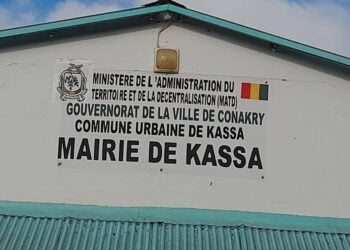 MINISTERE DE L'ADMINISTRATION DU
TERRITOIRE ET DE LA DECENTRALISATION (MATD)
GOUVERNORAT DE LA VILLE DE CONAKRY
COMMUNE URBAINE DE KASSA
MAIRIE DE KASSA